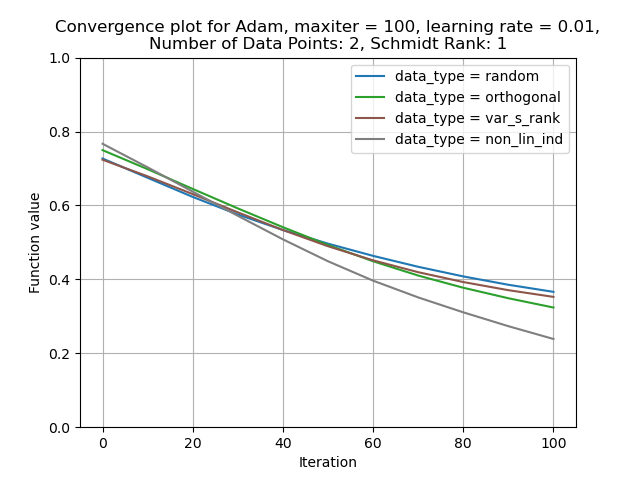 Convergence plot for Adam, maxiter = 100, learning rate = 0.01,
Number of Data Points: 2, Schmidt Rank: 1
1.0
0.8
0.6
0.4
0.2
0.0
Function value
data_type = random
data_type = orthogonal
data_type = var_s_rank
data_type = non_lin_ind
0 20 40 60 80 100
Iteration